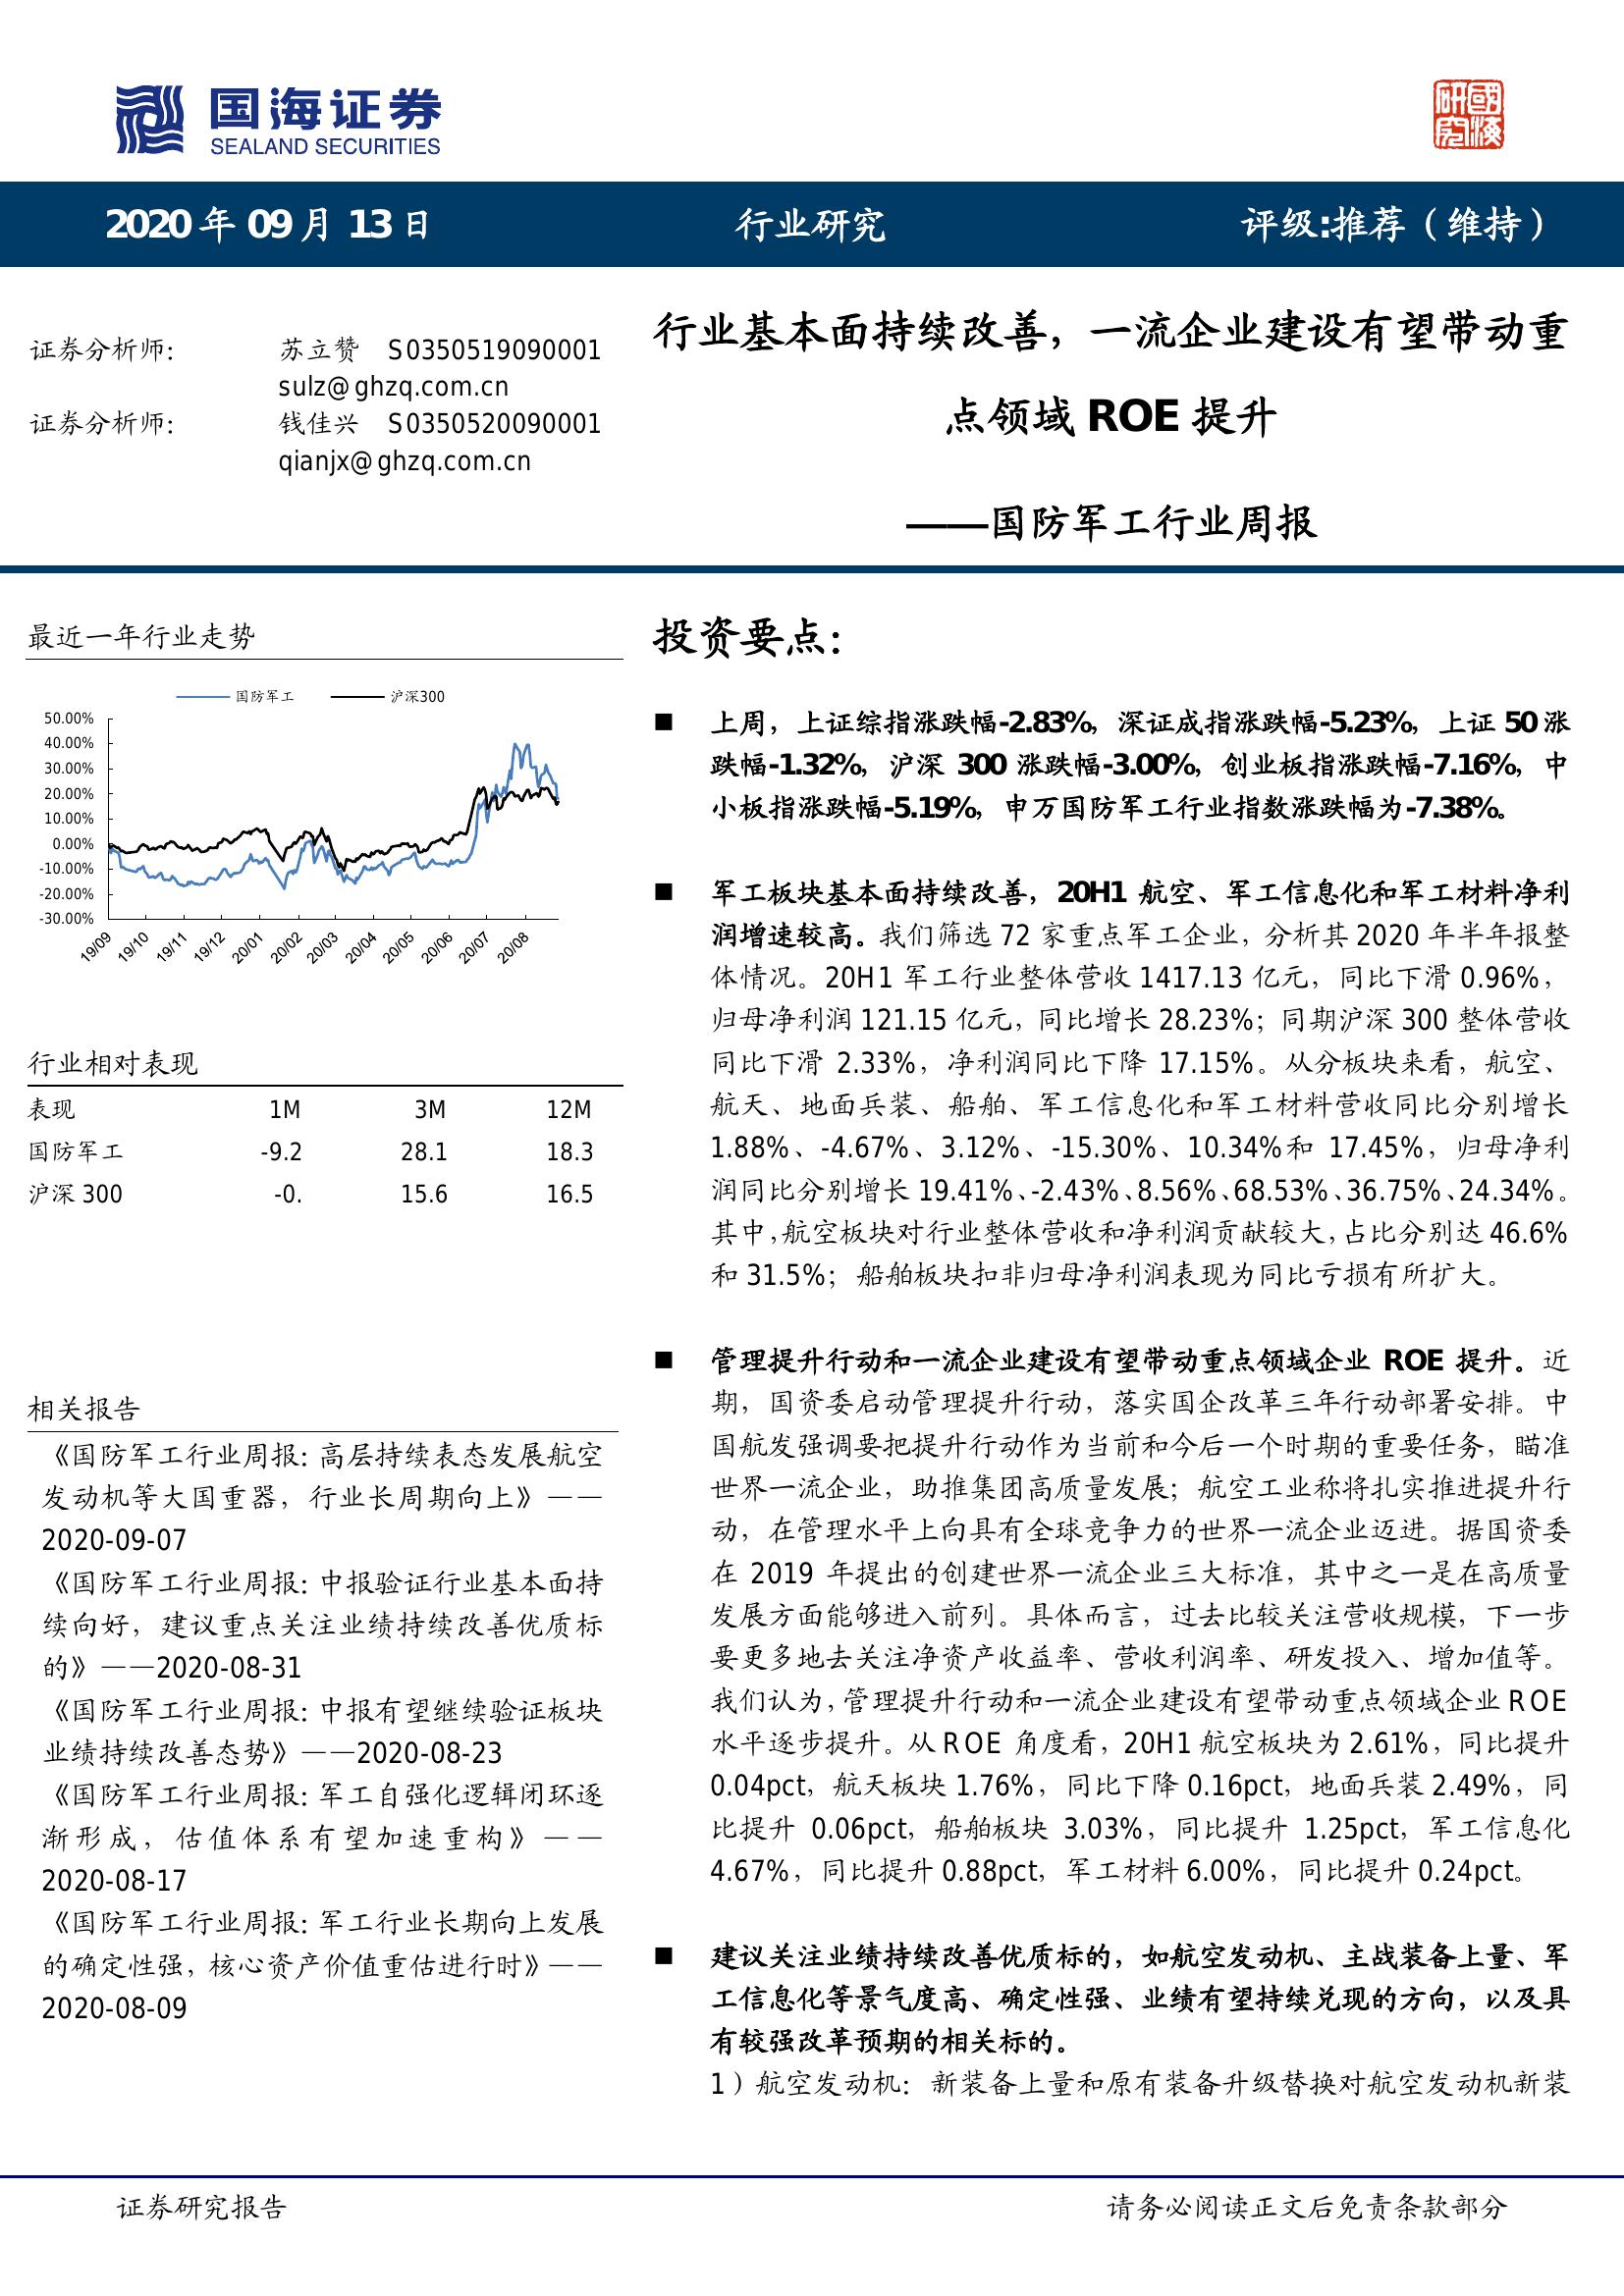 国海证券
SEALAND SECURITIES
國海研究
2020 年 09 月 13 日
行业研究
评级:推荐（维持）
证券分析师： 苏立赞 S0350519090001
sulz@ghzq.com.cn
证券分析师： 钱佳兴 S0350520090001
qianjx@ghzq.com.cn
行业基本面持续改善，一流企业建设有望带动重
点领域 ROE 提升
——国防军工行业周报
最近一年行业走势
国防军工 沪深300
50.00%
40.00%
30.00%
20.00%
10.00%
0.00%
-10.00%
-20.00%
-30.00%
19/09 19/10 19/11 19/12 20/01 20/02 20/03 20/04 20/05 20/06 20/07 20/08
行业相对表现
表现 1M 3M 12M
国防军工 -9.2 28.1 18.3
沪深 300 -0. 15.6 16.5
相关报告
《国防军工行业周报：高层持续表态发展航空
发动机等大国重器，行业长周期向上》——
2020-09-07
《国防军工行业周报：中报验证行业基本面持
续向好，建议重点关注业绩持续改善优质标
的》——2020-08-31
《国防军工行业周报：中报有望继续验证板块
业绩持续改善态势》——2020-08-23
《国防军工行业周报：军工自强化逻辑闭环逐
渐形成，估值体系有望加速重构》——
2020-08-17
《国防军工行业周报：军工行业长期向上发展
的确定性强，核心资产价值重估进行时》——
2020-08-09
投资要点：
■ 上周，上证综指涨跌幅-2.83%，深证成指涨跌幅-5.23%，上证 50 涨
跌幅-1.32%，沪深 300 涨跌幅-3.00%，创业板指涨跌幅-7.16%，中
小板指涨跌幅-5.19%，申万国防军工行业指数涨跌幅为-7.38%。
■ 军工板块基本面持续改善，20H1 航空、军工信息化和军工材料净利
润增速较高。我们筛选 72 家重点军工企业，分析其 2020 年半年报整
体情况。20H1 军工行业整体营收 1417.13 亿元，同比下滑 0.96%，
归母净利润 121.15 亿元，同比增长 28.23%；同期沪深 300 整体营收
同比下滑 2.33%，净利润同比下降 17.15%。从分板块来看，航空、
航天、地面兵装、船舶、军工信息化和军工材料营收同比分别增长
1.88%、-4.67%、3.12%、-15.30%、10.34%和 17.45%，归母净利
润同比分别增长 19.41%、-2.43%、8.56%、68.53%、36.75%、24.34%。
其中，航空板块对行业整体营收和净利润贡献较大，占比分别达 46.6%
和 31.5%；船舶板块扣非归母净利润表现为同比亏损有所扩大。
■ 管理提升行动和一流企业建设有望带动重点领域企业 ROE 提升。近
期，国资委启动管理提升行动，落实国企改革三年行动部署安排。中
国航发强调要把提升行动作为当前和今后一个时期的重要任务，瞄准
世界一流企业，助推集团高质量发展；航空工业称将扎实推进提升行
动，在管理水平上向具有全球竞争力的世界一流企业迈进。据国资委
在 2019 年提出的创建世界一流企业三大标准，其中之一是在高质量
发展方面能够进入前列。具体而言，过去比较关注营收规模，下一步
要更多地去关注净资产收益率、营收利润率、研发投入、增加值等。
我们认为，管理提升行动和一流企业建设有望带动重点领域企业 ROE
水平逐步提升。从 ROE 角度看，20H1 航空板块为 2.61%，同比提升
0.04pct，航天板块 1.76%，同比下降 0.16pct，地面兵装 2.49%，同
比提升 0.06pct，船舶板块 3.03%，同比提升 1.25pct，军工信息化
4.67%，同比提升 0.88pct，军工材料 6.00%，同比提升 0.24pct。
■ 建议关注业绩持续改善优质标的，如航空发动机、主战装备上量、军
工信息化等景气度高、确定性强、业绩有望持续兑现的方向，以及具
有较强改革预期的相关标的。
1）航空发动机：新装备上量和原有装备升级替换对航空发动机新装
证券研究报告
请务必阅读正文后免责条款部分